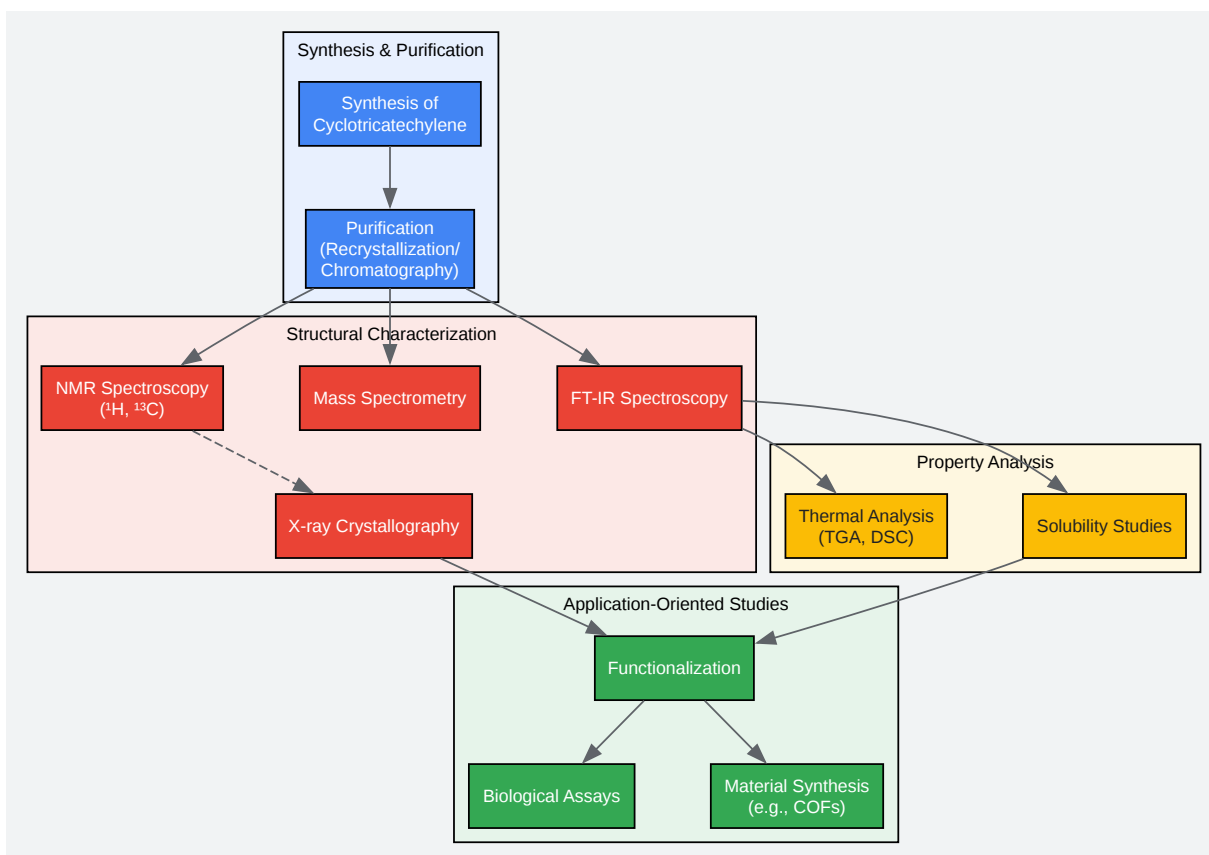 Synthesis & Purification
Synthesis of
Cyclotricatechylene
Purification
(Recrystallization/
Chromatography)
Structural Characterization
NMR Spectroscopy
(¹H, ¹³C)
Mass Spectrometry
FT-IR Spectroscopy
X-ray Crystallography
Property Analysis
Thermal Analysis
(TGA, DSC)
Solubility Studies
Application-Oriented Studies
Functionalization
Biological Assays
Material Synthesis
(e.g., COFs)